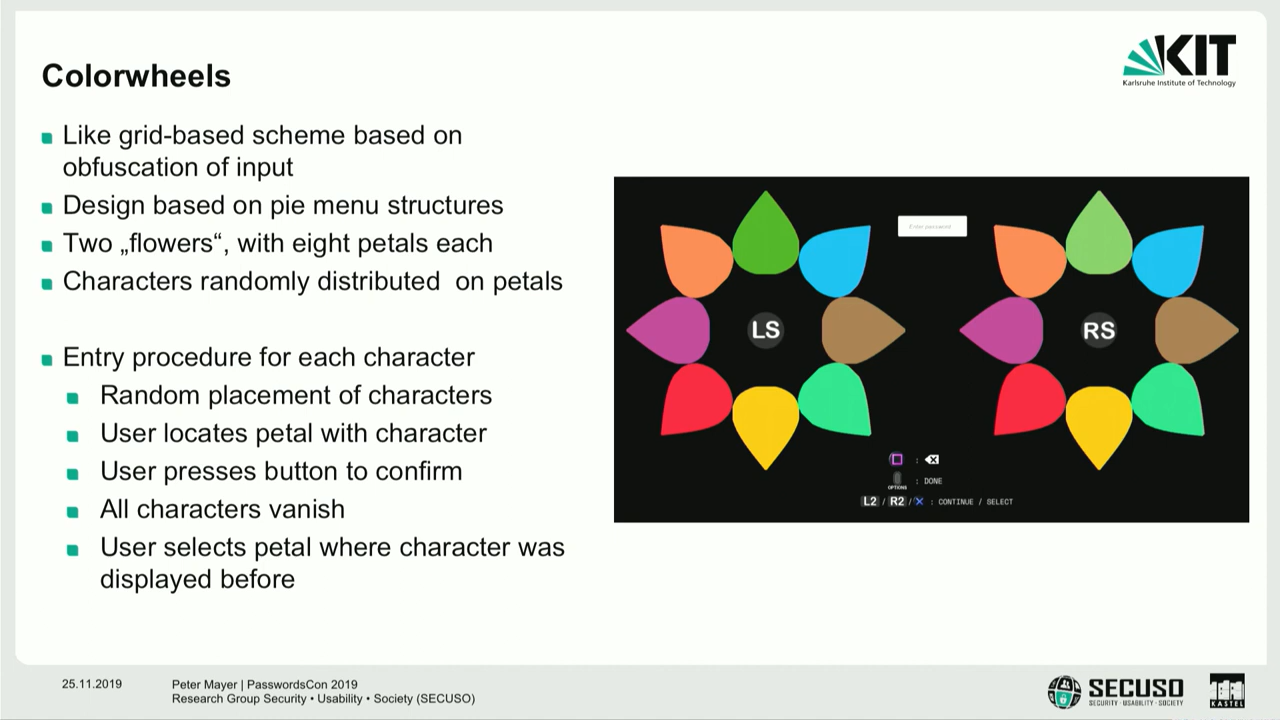 Colorwheels
KIT
Karlsruhe Institute of Technology
Like grid-based scheme based on
obfuscation of input
Design based on pie menu structures
Two „flowers“, with eight petals each
Characters randomly distributed on petals
Entry procedure for each character
Random placement of characters
User locates petal with character
User presses button to confirm
All characters vanish
User selects petal where character was
displayed before
Enter password
LS
RS
:
OPTIONS : DONE
L2 / R2 / X : CONTINUE / SELECT
25.11.2019
Peter Mayer | PasswordsCon 2019
Research Group Security • Usability • Society (SECUSO)
SECUSO
SECURITY · USABILITY · SOCIETY
KASTEL